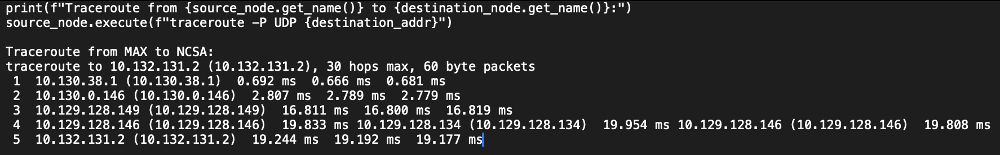 print(f"Traceroute from {source_node.get_name()} to {destination_node.get_name()}:")
source_node.execute(f"traceroute -P UDP {destination_addr}")
Traceroute from MAX to NCSA:
traceroute to 10.132.131.2 (10.132.131.2), 30 hops max, 60 byte packets
 1  10.130.38.1 (10.130.38.1)  0.692 ms  0.666 ms  0.681 ms
 2  10.130.0.146 (10.130.0.146)  2.807 ms  2.789 ms  2.779 ms
 3  10.129.128.149 (10.129.128.149)  16.811 ms  16.800 ms  16.819 ms
 4  10.129.128.146 (10.129.128.146)  19.833 ms 10.129.128.134 (10.129.128.134)  19.954 ms 10.129.128.146 (10.129.128.146)  19.808 ms
 5  10.132.131.2 (10.132.131.2)  19.244 ms  19.192 ms  19.177 ms